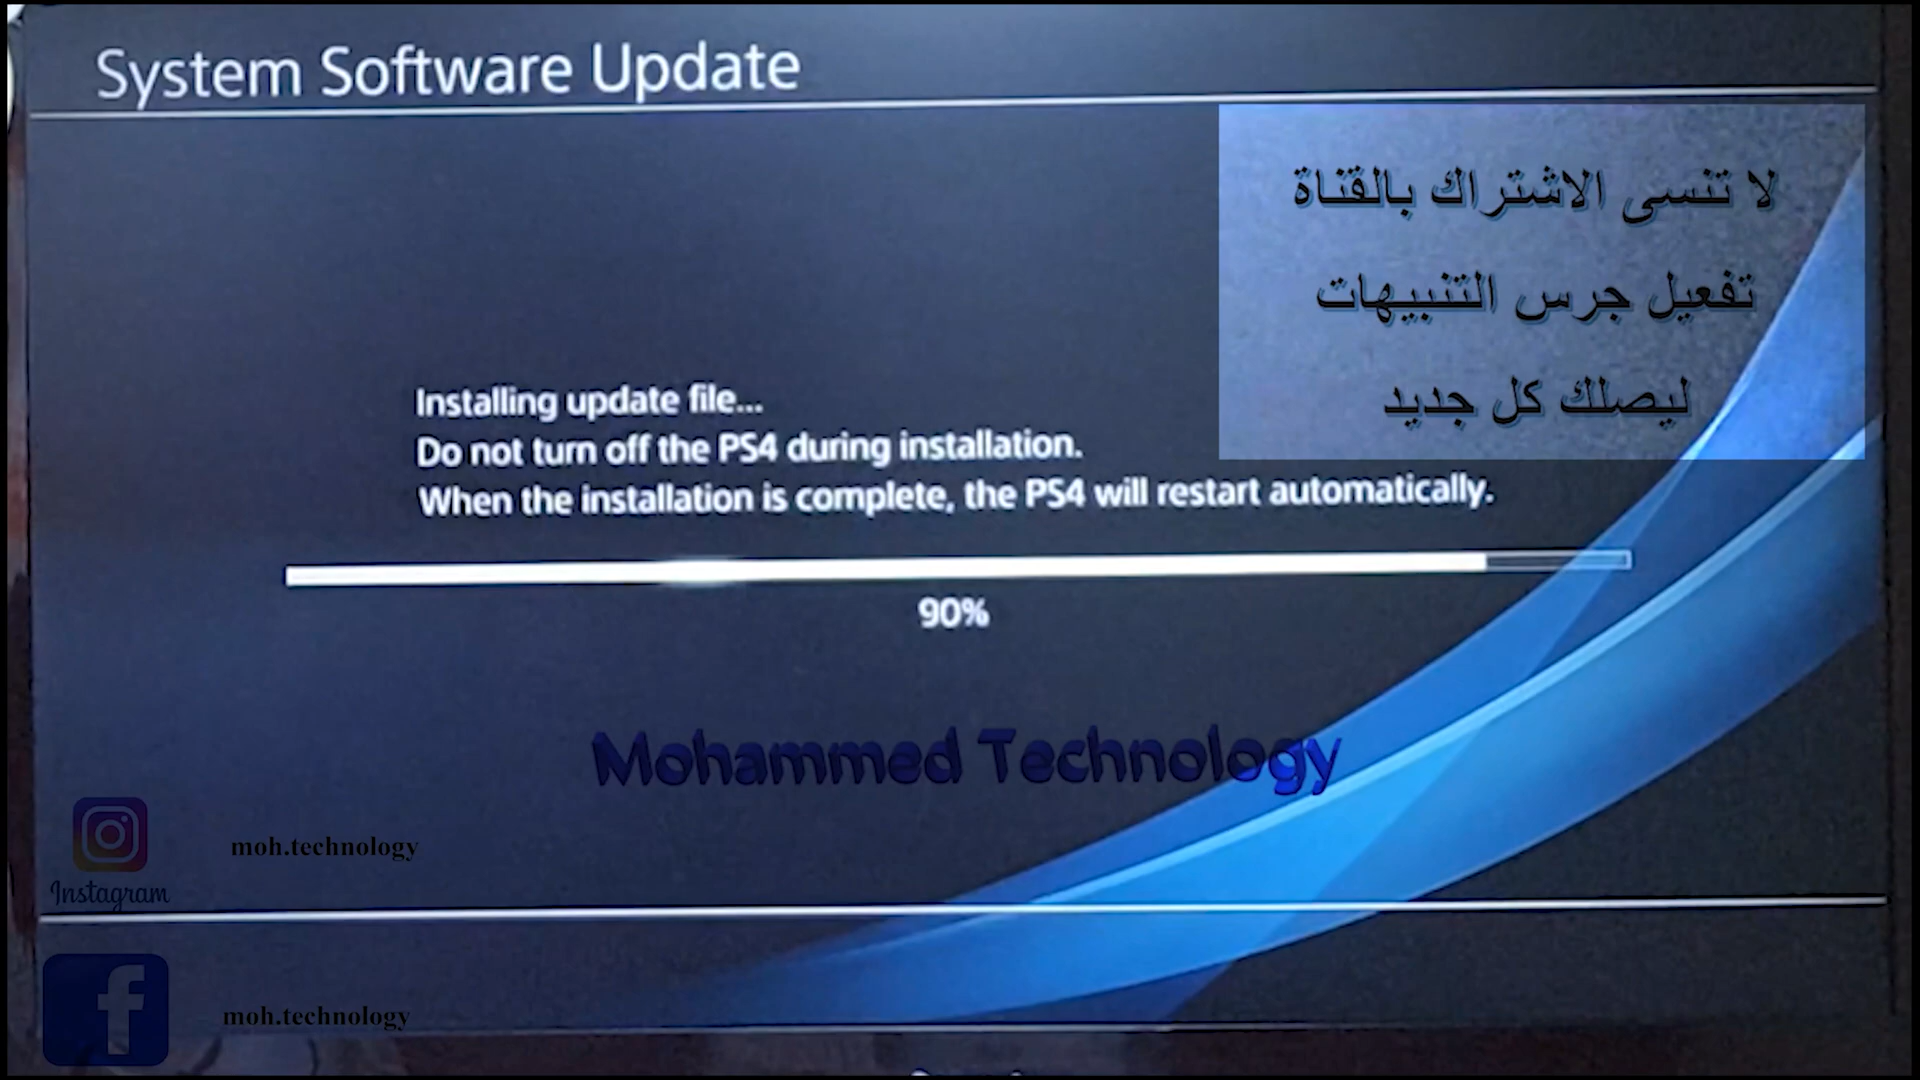 System Software Update
لا تنسى الاشتراك بالقناة
تفعيل جرس التنبيهات
ليصلك كل جديد
Installing update file...
Do not turn off the PS4 during installation.
When the installation is complete, the PS4 will restart automatically.
90%
Mohammed Technology
moh.technology
Instagram
moh.technology